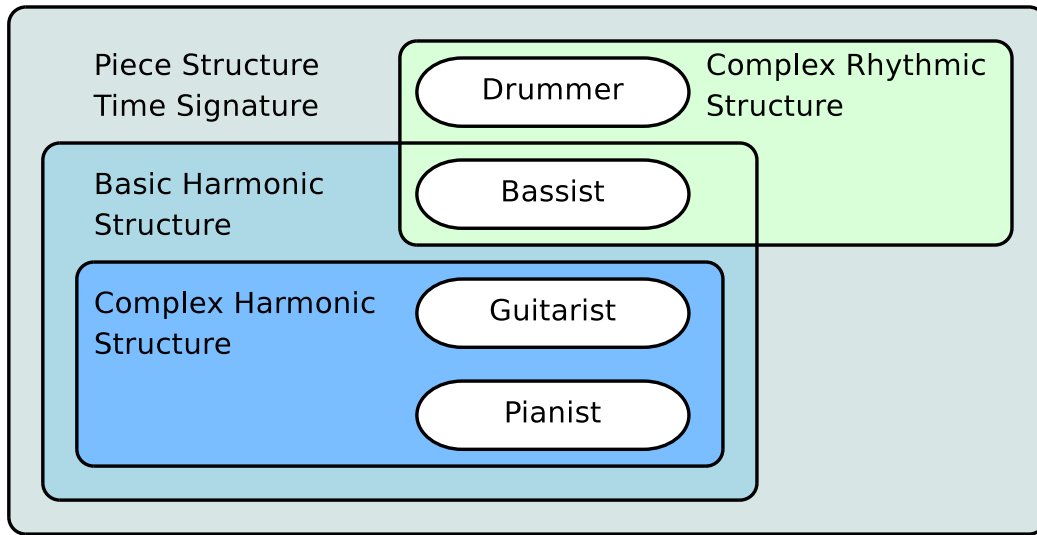 Piece Structure
Time Signature
Drummer
Complex Rhythmic
Structure
Basic Harmonic
Structure
Bassist
Complex Harmonic
Structure
Guitarist
Pianist